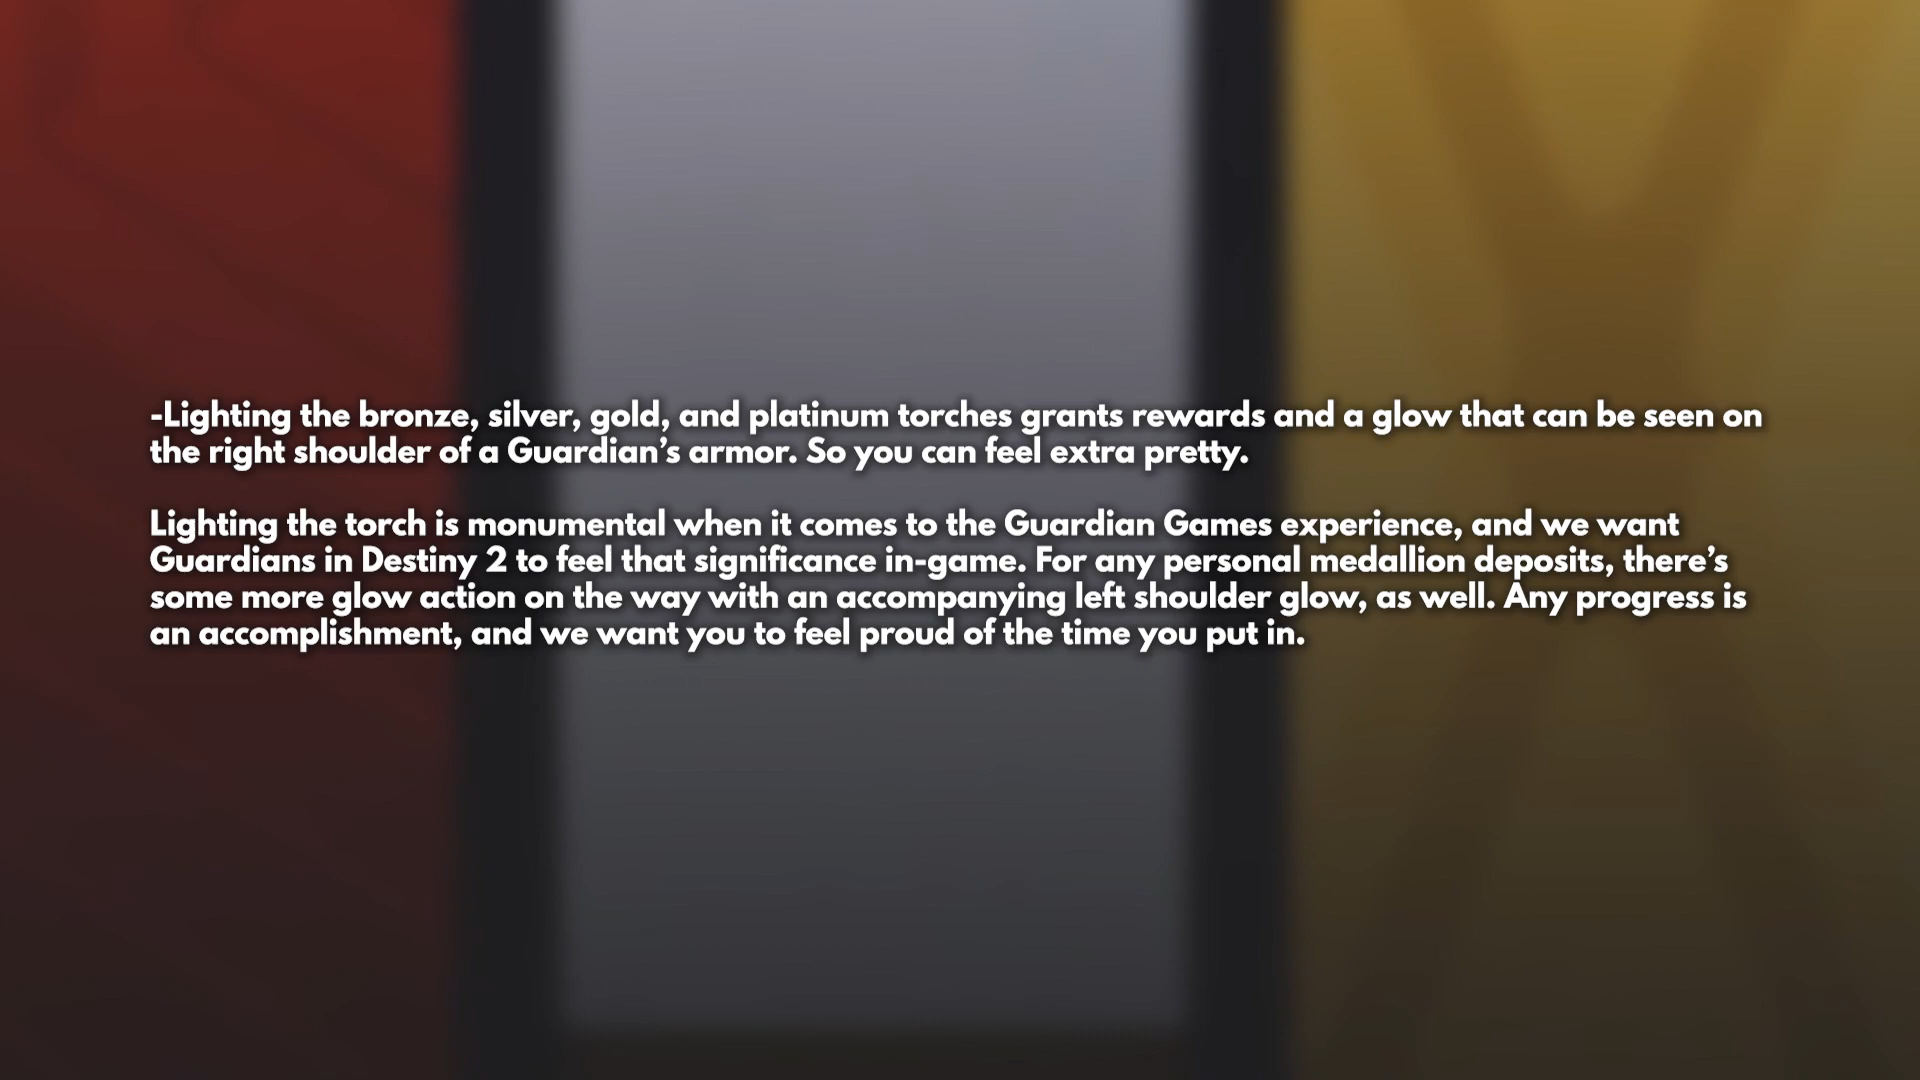 -Lighting the bronze, silver, gold, and platinum torches grants rewards and a glow that can be seen on
the right shoulder of a Guardian’s armor. So you can feel extra pretty.
Lighting the torch is monumental when it comes to the Guardian Games experience, and we want
Guardians in Destiny 2 to feel that significance in-game. For any personal medallion deposits, there’s
some more glow action on the way with an accompanying left shoulder glow, as well. Any progress is
an accomplishment, and we want you to feel proud of the time you put in.